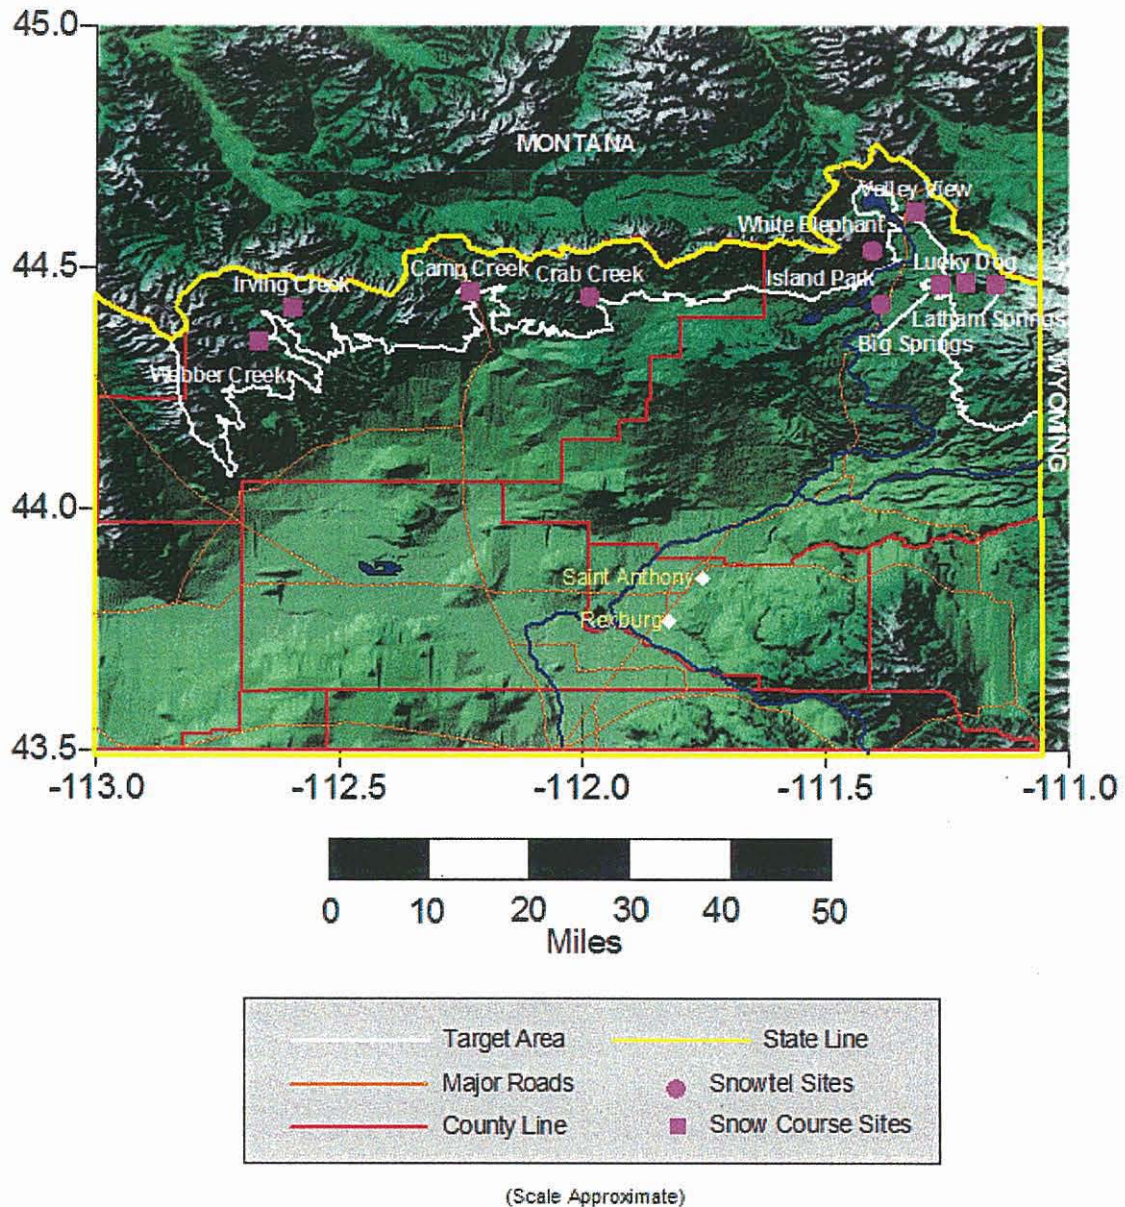 45.0
MONTANA
Valley View
White Elephant
44.5
Camp Creek
Crab Creek
Lucky Dog
Irving Creek
Island Park
Latham Springs
Big Springs
Webber Creek
WYOMING
44.0
Saint Anthony
Rexburg
43.5
-113.0 -112.5 -112.0 -111.5 -111.0
0 10 20 30 40 50
Miles
Target Area
State Line
Major Roads
Snowtel Sites
County Line
Snow Course Sites
(Scale Approximate)